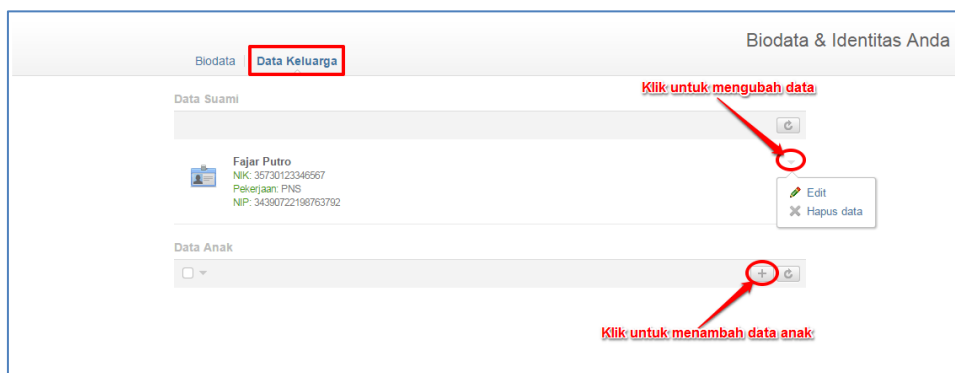 Biodata & Identitas Anda
Biodata Data Keluarga
Klik untuk mengubah data
Data Suami
Fajar Putro
NIK: 35730123346567
Pekerjaan: PNS
NIP: 34390722198763792
Edit
Hapus data
Data Anak
Klik untuk menambah data anak